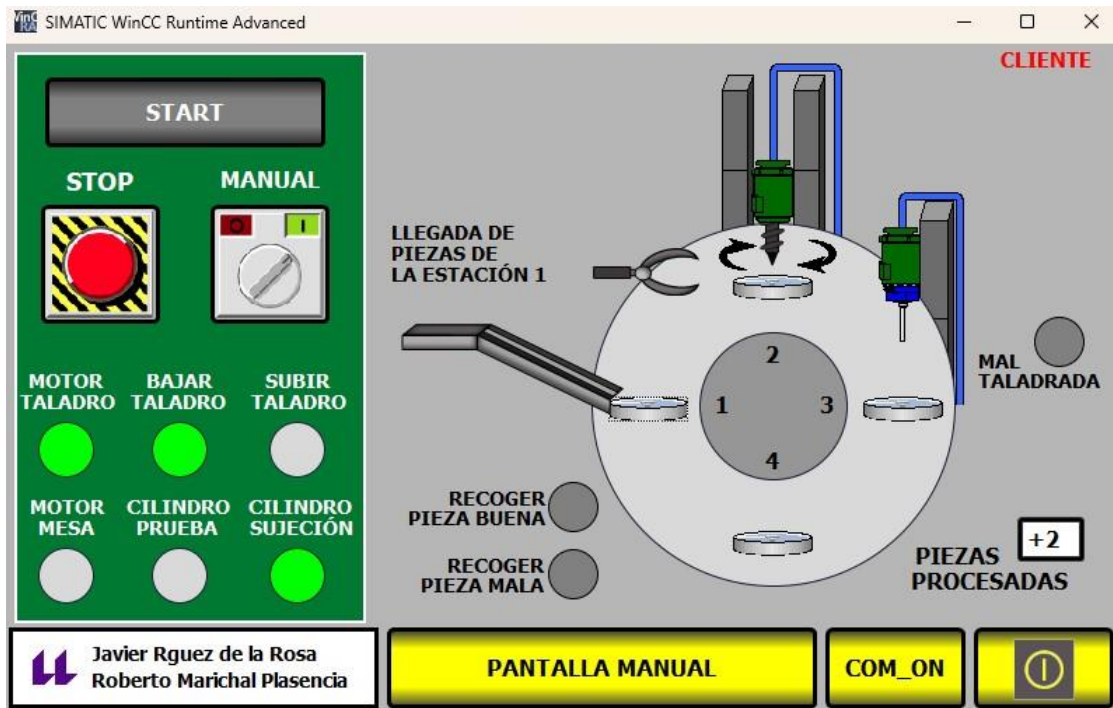 SIMATIC WinCC Runtime Advanced
CLIENTE
START
STOP
MANUAL
O
I
MOTOR
TALADRO
BAJAR
TALADRO
SUBIR
TALADRO
MOTOR
MESA
CILINDRO
PRUEBA
CILINDRO
SUJECIÓN
LLEGADA DE
PIEZAS DE
LA ESTACIÓN 1
2
1
3
4
MAL
TALADRADA
RECOGER
PIEZA BUENA
RECOGER
PIEZA MALA
PIEZAS
PROCESADAS
+2
Javier Rguez de la Rosa
Roberto Marichal Plasencia
PANTALLA MANUAL
COM_ON